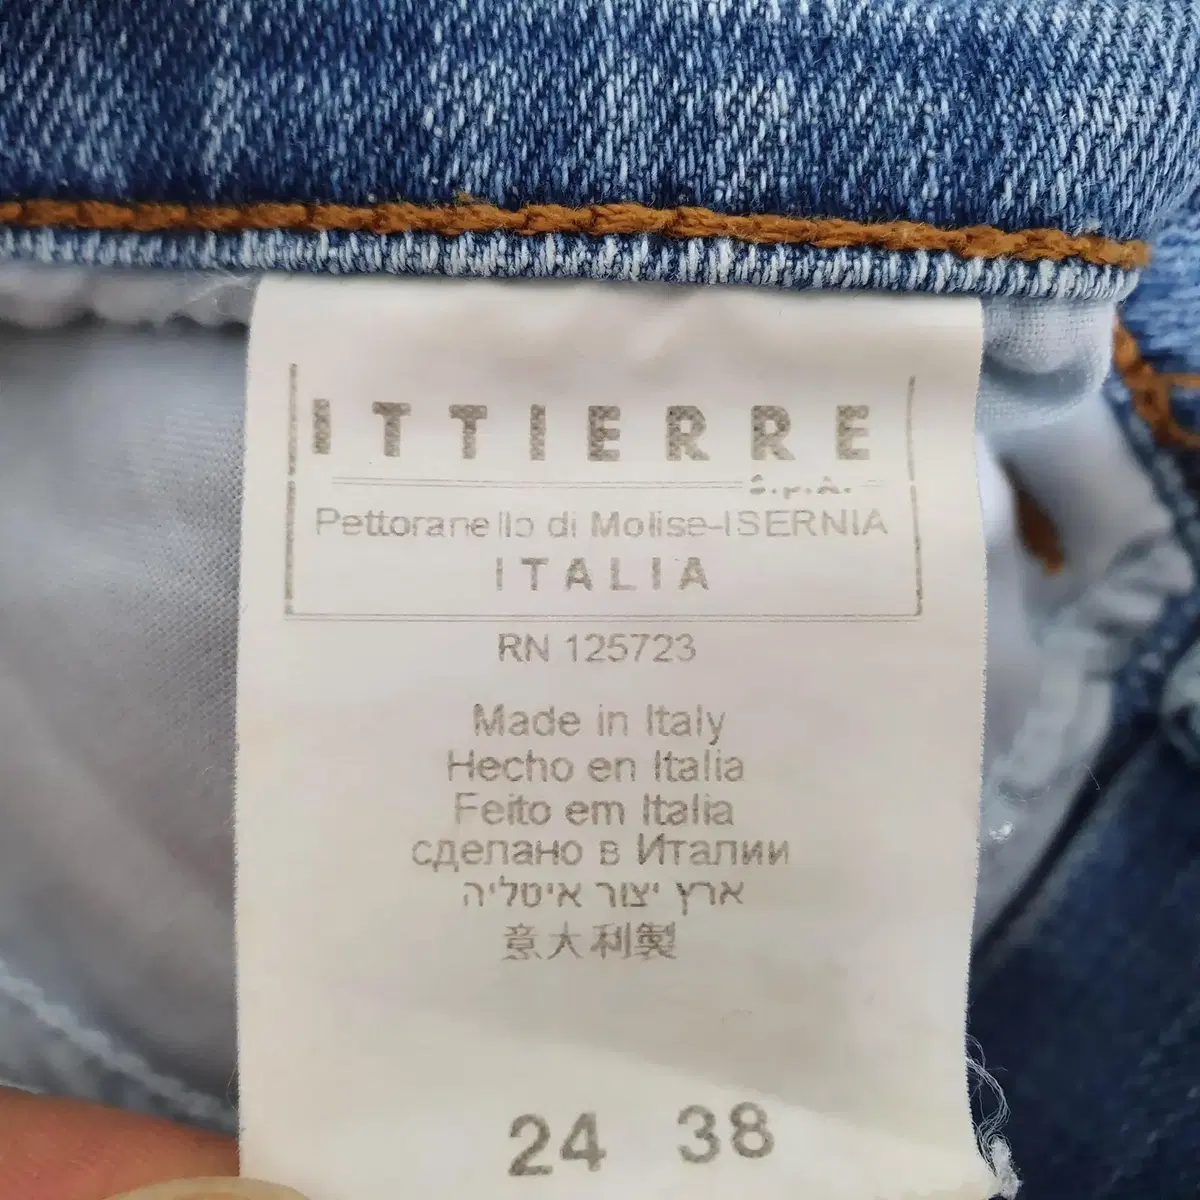 ITTIERRE
S.p.A.
Pettoranello di Molise-ISERNIA
ITALIA
RN 125723
Made in Italy
Hecho en Italia
Feito em Italia
сделано в Италии
ארץ יצור איטליה
意大利製
24 38